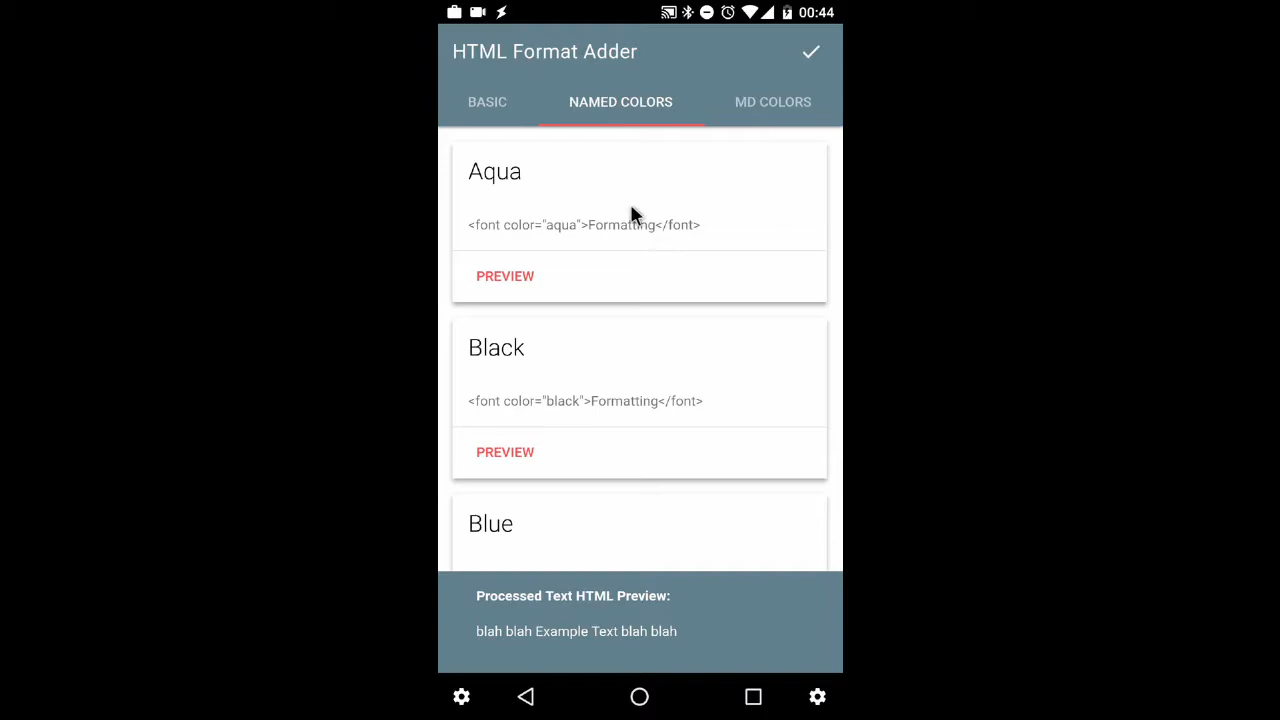 00:44
HTML Format Adder
BASIC NAMED COLORS MD COLORS
Aqua
<font color="aqua">Formatting</font>
PREVIEW
Black
<font color="black">Formatting</font>
PREVIEW
Blue
Processed Text HTML Preview:
blah blah Example Text blah blah